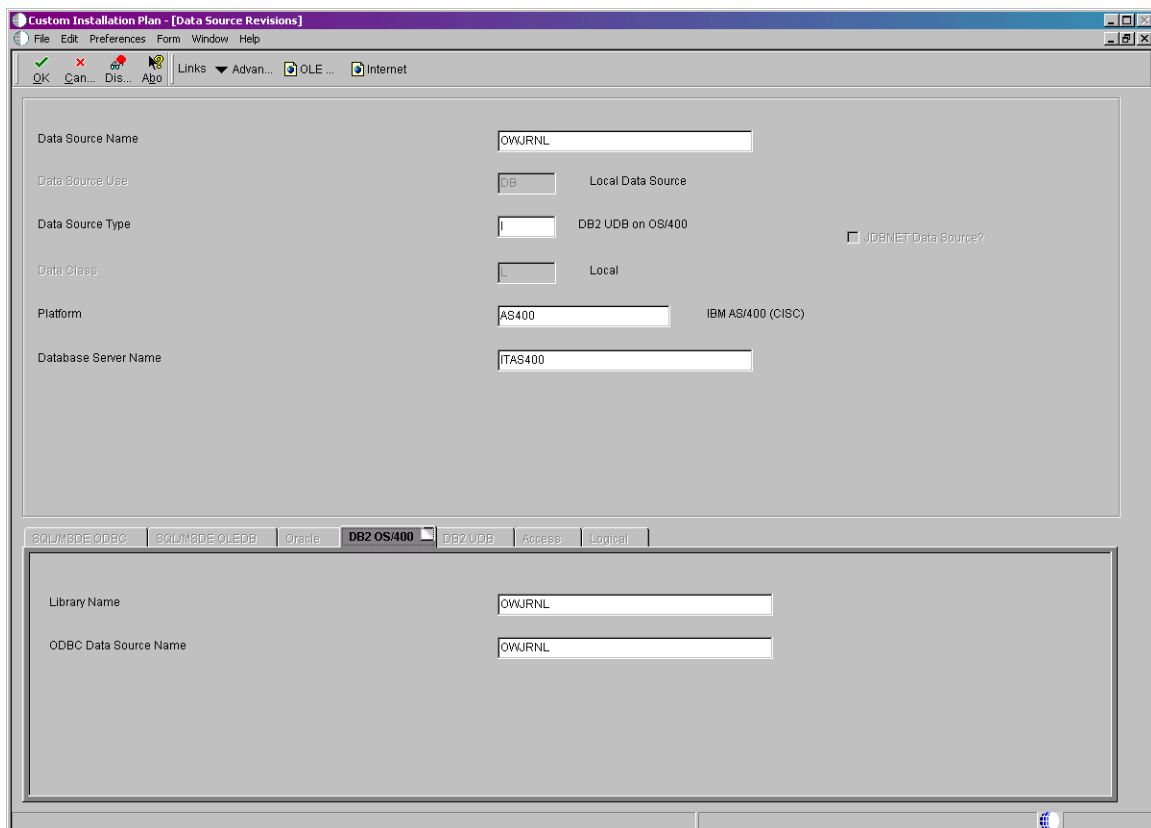 Custom Installation Plan - [Data Source Revisions]
File Edit Preferences Form Window Help
OK Can... Dis... Abo Links Advan... OLE ... Internet
Data Source Name OWJRNL
Data Source Use DB Local Data Source
Data Source Type I DB2 UDB on OS/400
JDBNET Data Source?
Data Class L Local
Platform AS400 IBM AS/400 (CISC)
Database Server Name ITAS400
SQL/MSDE ODBC SQL/MSDE OLEDB Oracle DB2 OS/400 DB2 UDB Access Logical
Library Name OWJRNL
ODBC Data Source Name OWJRNL